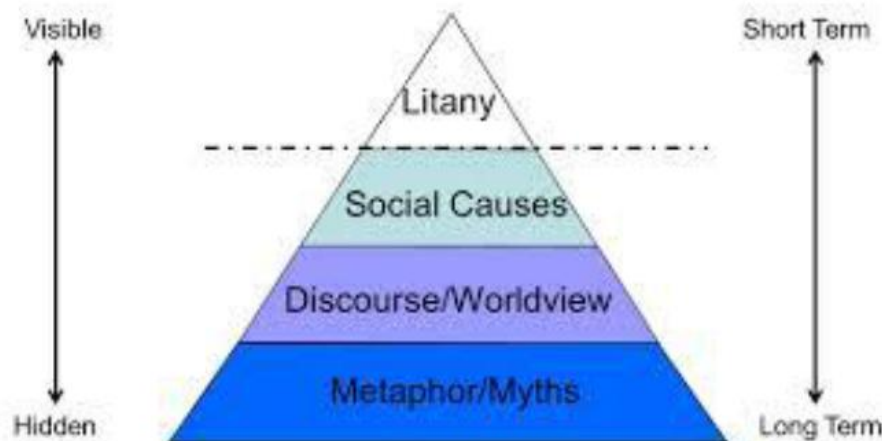 Visible
Short Term
Litany
Social Causes
Discourse/Worldview
Metaphor/Myths
Hidden
Long Term